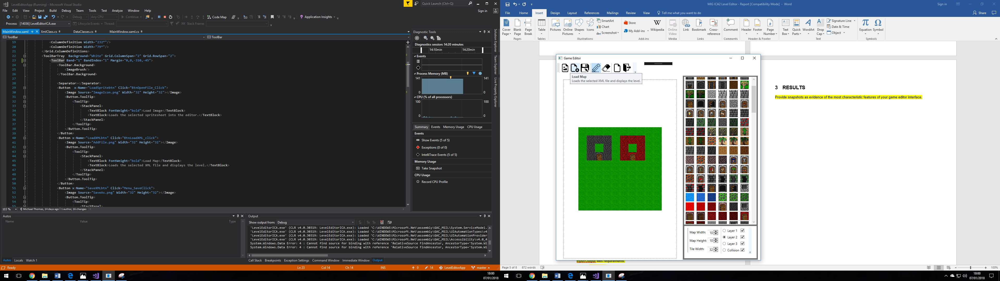 LevelEditorApp (Running) - Microsoft Visual Studio
Quick Launch (Ctrl+Q)
File Edit View Project Build Debug Team Tools Test Analyze Window Help
Sign in
Debug Any CPU Continue Code Map Application Insights
Process: [14036] LevelEditorICA.exe Lifecycle Events Thread: Stack Frame:
MainWindow.xaml XmlClass.cs DataClasses.cs MainWindow.xaml.cs
ToolBar ToolBar
19 <ColumnDefinition Width="232*"/>
20 <ColumnDefinition Width="79*"/>
21 </Grid.ColumnDefinitions>
22 <ToolBarTray Background="White" Grid.ColumnSpan="2" Grid.RowSpan="2">
23 <ToolBar Band="1" BandIndex="1" Margin="0,0,-310,-45">
24 <ToolBar.Background>
25 <ImageBrush/>
26 </ToolBar.Background>
27
28 <Separator></Separator>
29 <Button x:Name="LoadSpritebtn" Click="BtnOpenFile_Click">
30 <Image Source="ImageIcon.png" Width="32" Height="32"></Image>
31 <Button.ToolTip>
32 <ToolTip>
33 <StackPanel>
34 <TextBlock FontWeight="bold">Load Image</TextBlock>
35 <TextBlock>Loads the selected spritesheet into the editor.</TextBlock>
36 </StackPanel>
37 </ToolTip>
38 </Button.ToolTip>
39 </Button>
40 <Button x:Name="LoadXMLbtn" Click="BtnLoadXML_click">
41 <Image Source="AddFile.png" Width="32" Height="32"></Image>
42 <Button.ToolTip>
43 <ToolTip>
44 <StackPanel>
45 <TextBlock FontWeight="bold">Load Map</TextBlock>
46 <TextBlock>Loads the selected XML file and displays the level.</TextBlock>
47 </StackPanel>
48 </ToolTip>
49 </Button.ToolTip>
50 </Button>
51 <Button x:Name="SaveXMLbtn" Click="Menu_SaveClick">
52 <Image Source="SaveAs.png" Width="32" Height="32"></Image>
53 <Button.ToolTip>
54 <ToolTip>
55 <StackPanel>
103 % Michael Thomas, 14 days ago | 1 author, 16 changes
Diagnostic Tools
Diagnostics session: 14:20 minutes
14:10min 14:20min
Events
Process Memory (MB)
141 141
0 0
CPU (% of all processors)
100 100
0 0
Summary Events Memory Usage CPU Usage
Events
Show Events (5 of 5)
Exceptions (0 of 0)
IntelliTrace Events (5 of 5)
Memory Usage
Take Snapshot
CPU Usage
Record CPU Profile
Solution Explorer
Team Explorer
Live Property Explorer
Autos
Name Value Type
Autos Locals Watch 1
Output
Show output from: Debug
'LevelEditorICA.exe' (CLR v4.0.30319: LevelEditorICA.exe): Loaded 'C:\WINDOWS\Microsoft.Net\assembly\GAC_MSIL\System.ServiceModel.
'LevelEditorICA.exe' (CLR v4.0.30319: LevelEditorICA.exe): Loaded 'C:\WINDOWS\Microsoft.Net\assembly\GAC_MSIL\UIAutomationTypes\v4
'LevelEditorICA.exe' (CLR v4.0.30319: LevelEditorICA.exe): Loaded 'C:\WINDOWS\Microsoft.Net\assembly\GAC_MSIL\UIAutomationProvider
'LevelEditorICA.exe' (CLR v4.0.30319: LevelEditorICA.exe): Loaded 'C:\WINDOWS\Microsoft.Net\assembly\GAC_MSIL\Accessibility\v4.0_4
System.Windows.Data Error: 4 : Cannot find source for binding with reference 'RelativeSource FindAncestor, AncestorType='System.Wi
System.Windows.Data Error: 4 : Cannot find source for binding with reference 'RelativeSource FindAncestor, AncestorType='System.Wi
Call Stack Breakpoints Exception Settings Command Window Immediate Window Output
Ready Ln 23 Col 14 Ch 14 INS 0 14 LevelEditorApp master
18:00
07/01/2018
MIG ICA2 Level Editor - Report [Compatibility Mode] - Word
Sign in
File Home Insert Design Layout References Mailings Review View Tell me what you want to do Share
Cover Page Blank Page Page Break Table Pictures Online Pictures Shapes Icons SmartArt Chart Screenshot Store My Add-ins Wikipedia Online Video Link Bookmark Cross-reference Comment Header Footer Page Number Text Box Quick Parts WordArt Drop Cap Signature Line Date & Time Object Equation Symbol
Pages Tables Illustrations Add-ins Media Links Comments Header & Footer Text Symbols
Game Editor
Load Map
Loads the selected XML file and displays the level.
Map Width: 10
Map Height: 10
Tile Width: 32
Layer 1
Layer 2
Layer 3
Collision
3 RESULTS
Provide snapshots as evidence of the most characteristic features of your game editor interface.
Input/Output files requirements:
Page 5 of 8 872 words 100%
18:00
07/01/2018